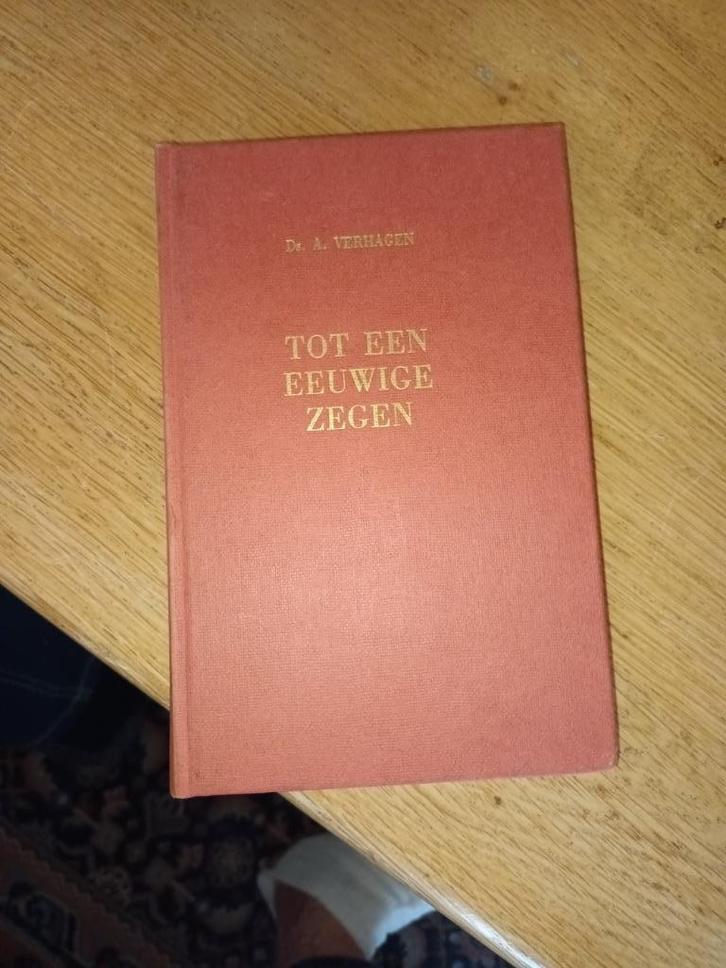 Ds. A. VERHAGEN
TOT EEN
EEUWIGE
ZEGEN